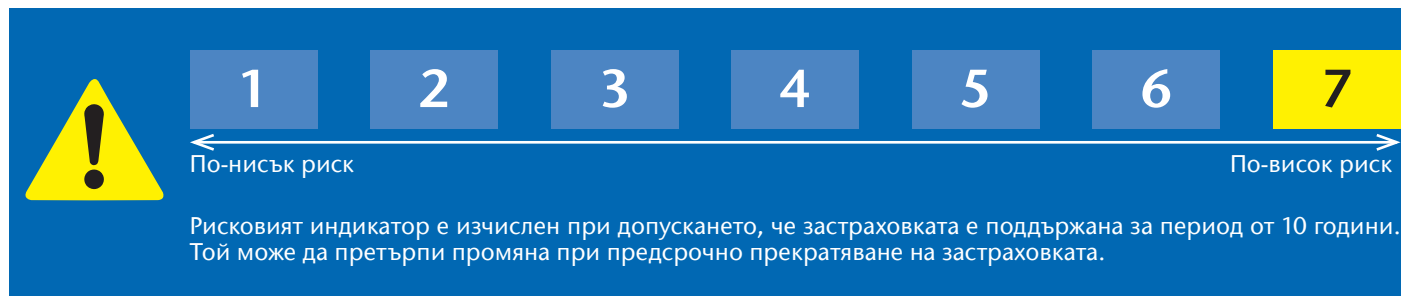 1 2 3 4 5 6 7
По-нисък риск По-висок риск
Рисковият индикатор е изчислен при допускането, че застраховката е поддържана за период от 10 години.
Той може да претърпи промяна при предсрочно прекратяване на застраховката.